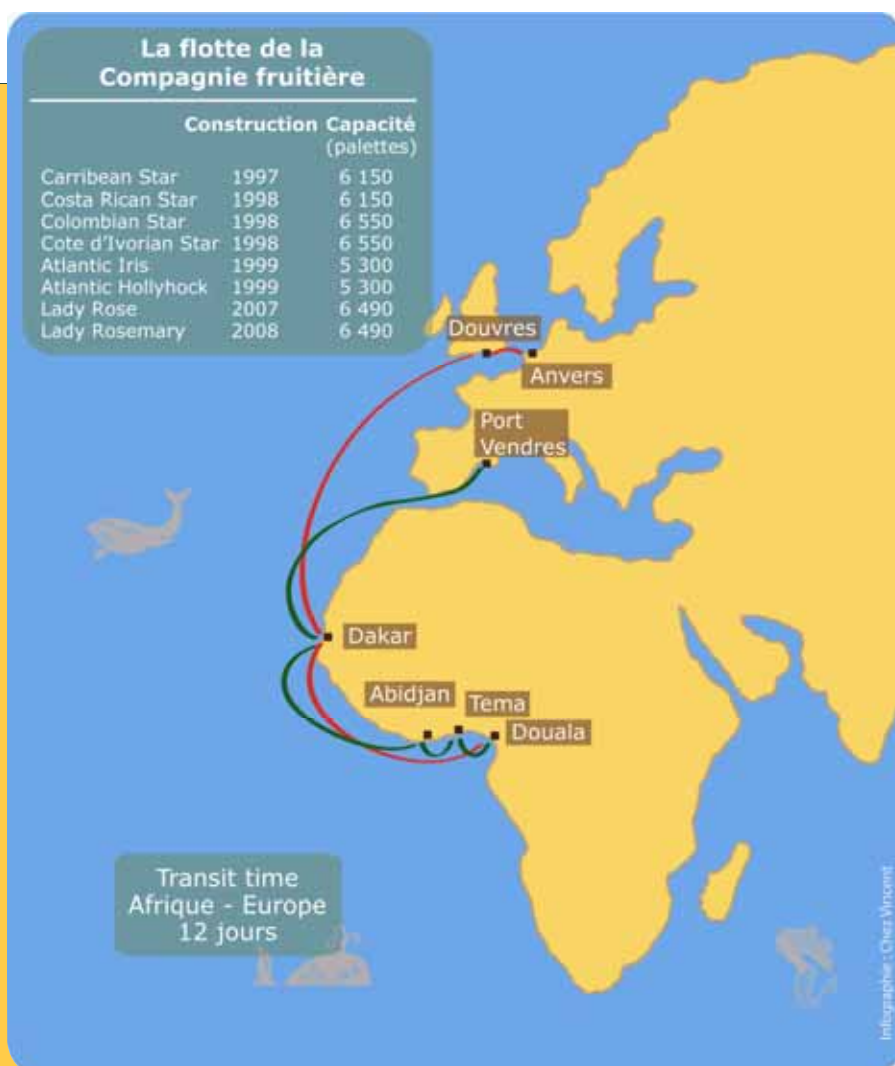 La flotte de la
Compagnie fruitière
Construction Capacité
(palettes)
Carribean Star 1997 6 150
Costa Rican Star 1998 6 150
Colombian Star 1998 6 550
Cote d'Ivorian Star 1998 6 550
Atlantic Iris 1999 5 300
Atlantic Hollyhock 1999 5 300
Lady Rose 2007 6 490
Lady Rosemary 2008 6 490
Douvres
Anvers
Port
Vendres
Dakar
Abidjan
Tema
Douala
Transit time
Afrique - Europe
12 jours
Infographie : Chez Vincent